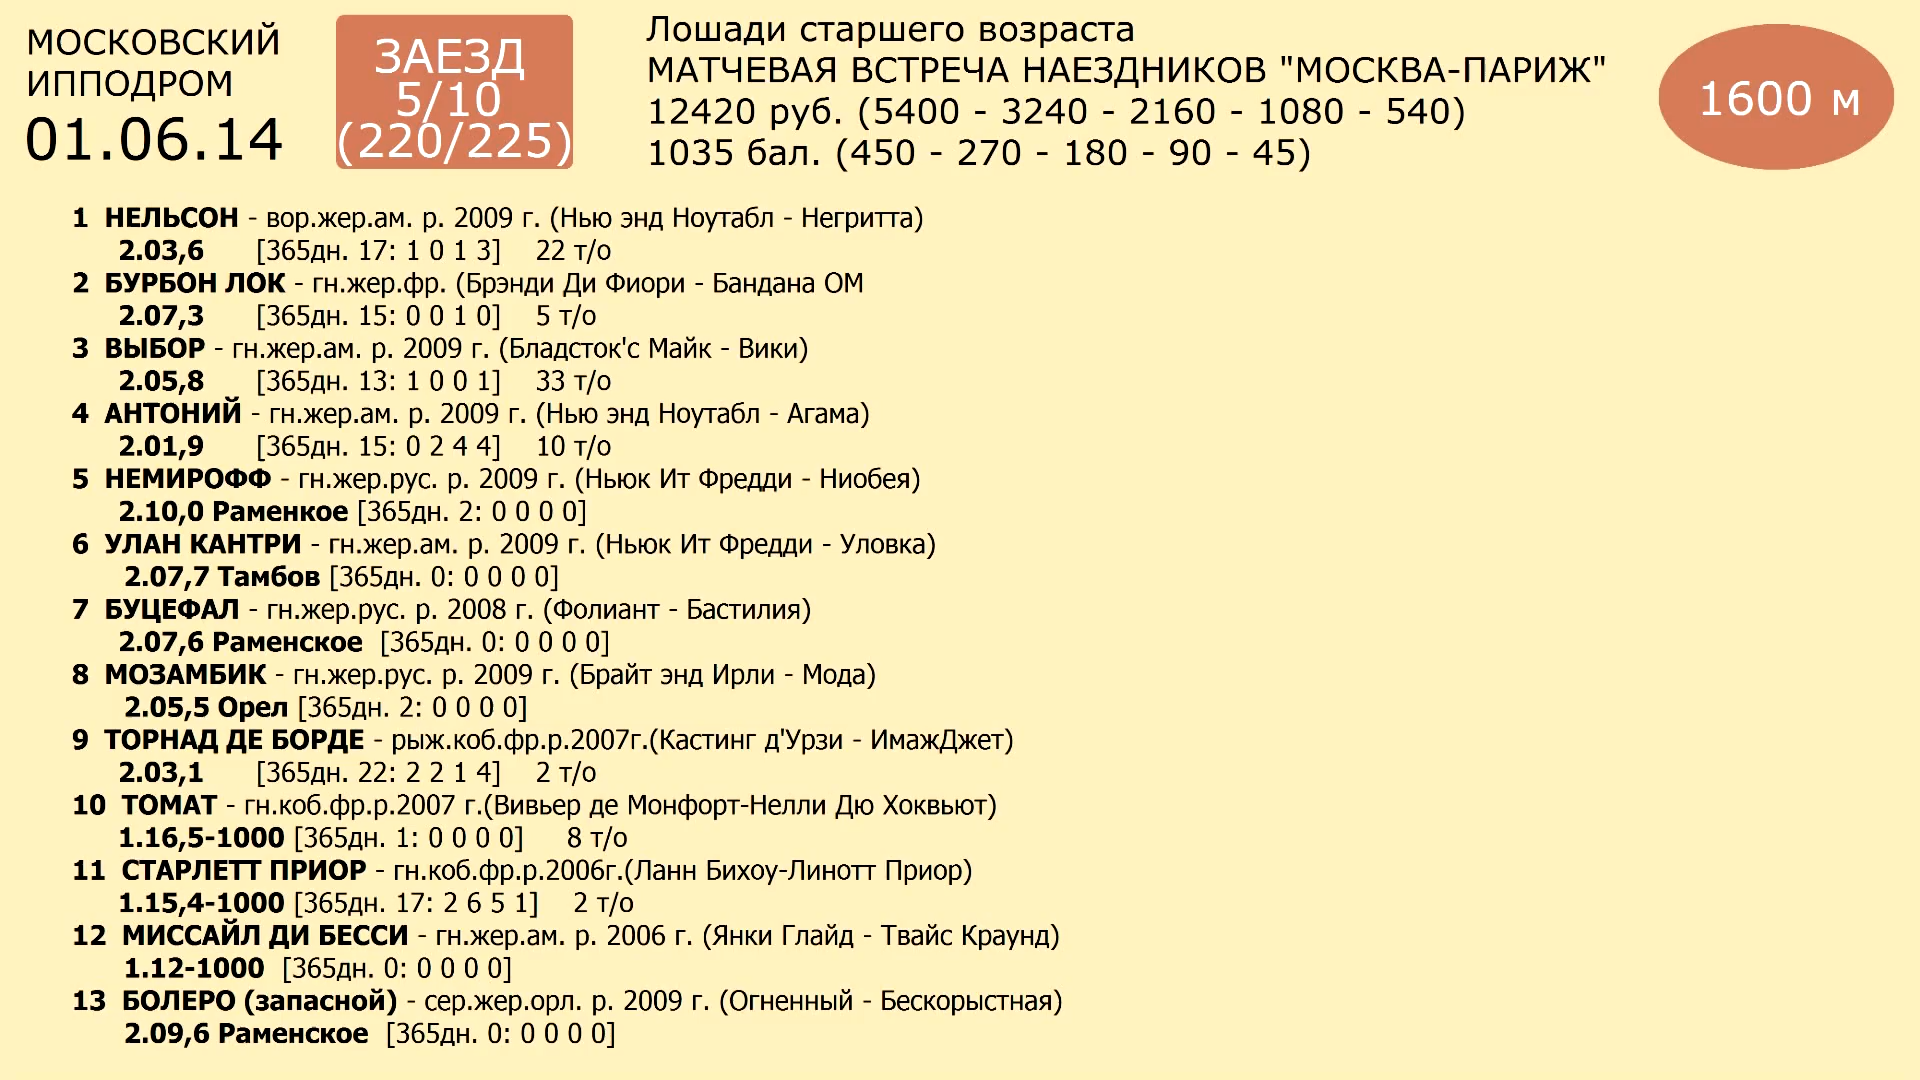 МОСКОВСКИЙ
ИППОДРОМ
01.06.14
ЗАЕЗД
5/10
(220/225)
Лошади старшего возраста
МАТЧЕВАЯ ВСТРЕЧА НАЕЗДНИКОВ "МОСКВА-ПАРИЖ"
12420 руб. (5400 - 3240 - 2160 - 1080 - 540)
1035 бал. (450 - 270 - 180 - 90 - 45)
1600 м
1 НЕЛЬСОН - вор.жер.ам. р. 2009 г. (Нью энд Ноутабл - Негритта)
2.03,6 [365дн. 17: 1 0 1 3] 22 т/о
2 БУРБОН ЛОК - гн.жер.фр. (Брэнди Ди Фиори - Бандана ОМ
2.07,3 [365дн. 15: 0 0 1 0] 5 т/о
3 ВЫБОР - гн.жер.ам. р. 2009 г. (Бладсток'с Майк - Вики)
2.05,8 [365дн. 13: 1 0 0 1] 33 т/о
4 АНТОНИЙ - гн.жер.ам. р. 2009 г. (Нью энд Ноутабл - Агама)
2.01,9 [365дн. 15: 0 2 4 4] 10 т/о
5 НЕМИРОФФ - гн.жер.рус. р. 2009 г. (Ньюк Ит Фредди - Ниобея)
2.10,0 Раменкое [365дн. 2: 0 0 0 0]
6 УЛАН КАНТРИ - гн.жер.ам. р. 2009 г. (Ньюк Ит Фредди - Уловка)
2.07,7 Тамбов [365дн. 0: 0 0 0 0]
7 БУЦЕФАЛ - гн.жер.рус. р. 2008 г. (Фолиант - Бастилия)
2.07,6 Раменское [365дн. 0: 0 0 0 0]
8 МОЗАМБИК - гн.жер.рус. р. 2009 г. (Брайт энд Ирли - Мода)
2.05,5 Орел [365дн. 2: 0 0 0 0]
9 ТОРНАД ДЕ БОРДЕ - рыж.коб.фр.р.2007г.(Кастинг д'Урзи - ИмажДжет)
2.03,1 [365дн. 22: 2 2 1 4] 2 т/о
10 ТОМАТ - гн.коб.фр.р.2007 г.(Вивьер де Монфорт-Нелли Дю Хоквьют)
1.16,5-1000 [365дн. 1: 0 0 0 0] 8 т/о
11 СТАРЛЕТТ ПРИОР - гн.коб.фр.р.2006г.(Ланн Бихоу-Линотт Приор)
1.15,4-1000 [365дн. 17: 2 6 5 1] 2 т/о
12 МИССАЙЛ ДИ БЕССИ - гн.жер.ам. р. 2006 г. (Янки Глайд - Твайс Краунд)
1.12-1000 [365дн. 0: 0 0 0 0]
13 БОЛЕРО (запасной) - сер.жер.орл. р. 2009 г. (Огненный - Бескорыстная)
2.09,6 Раменское [365дн. 0: 0 0 0 0]